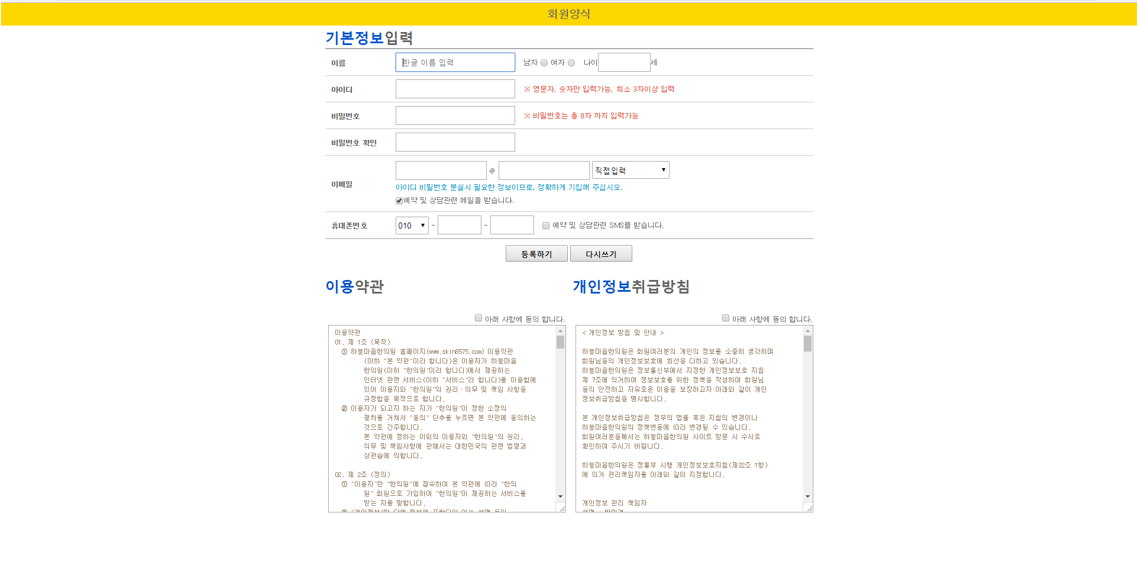 회원양식
기본정보입력
이름 한글 이름 입력 남자 여자 나이 세
아이디 ※ 영문자, 숫자만 입력가능, 최소 3자이상 입력
비밀번호 ※ 비밀번호는 총 8자 까지 입력가능
비밀번호 확인
이메일 @ 직접입력
아이디 비밀번호 분실시 필요한 정보이므로, 정확하게 기입해 주십시오.
예약 및 상담관련 메일를 받습니다.
휴대폰번호 010 - - 예약 및 상담관련 SMS를 받습니다.
등록하기 다시쓰기
이용약관
아래 사항에 동의 합니다.
이용약관
01. 제 1조 (목적)
① 하늘마음한의원 홈페이지(www.skin8575.com) 이용약관
(이하 "본 약관"이라 합니다)은 이용자가 하늘마음
한의원(이하 "한의원"이라 합니다)에서 제공하는
인터넷 관련 서비스(이하 "서비스"라 합니다)를 이용함에
있어 이용자와 "한의원"의 권리·의무 및 책임 사항을
규정함을 목적으로 합니다.
② 이용자가 되고자 하는 자가 "한의원"이 정한 소정의
절차를 거쳐서 "동의" 단추를 누르면 본 약관에 동의하는
것으로 간주합니다.
본 약관에 정하는 이외의 이용자와 "한의원"의 권리,
의무 및 책임사항에 관해서는 대한민국의 관련 법령과
상관습에 의합니다.
02. 제 2조 (정의)
① "이용자"란 "한의원"에 접속하여 본 약관에 따라 "한의
원" 회원으로 가입하여 "한의원"이 제공하는 서비스를
받는 자를 말합니다.
개인정보취급방침
아래 사항에 동의 합니다.
< 개인정보 방침 및 안내 >
하늘마음한의원은 회원여러분의 개인의 정보를 소중히 생각하며
회원님들의 개인정보보호에 최선을 다하고 있습니다.
하늘마음한의원은 정보통신부에서 지정한 개인정보보호 지침
제 7조에 의거하여 정보보호를 위한 정책을 작성하여 회원님
들의 안전하고 자유로운 이용을 보장하고자 아래와 같이 개인
정보취급방침을 명시합니다.
본 개인정보취급방침은 정부의 법률 혹은 지침의 변경이나
하늘마음한의원의 정책변동에 따라 변경될 수 있습니다.
회원여러분들께서는 하늘마음한의원 사이트 방문 시 수시로
확인하여 주시기 바랍니다.
하늘마음한의원은 정통부 시행 개인정보보호지침(제22조 1항)
에 의거 관리책임자를 아래와 같이 지정합니다.
개인정보 관리 책임자